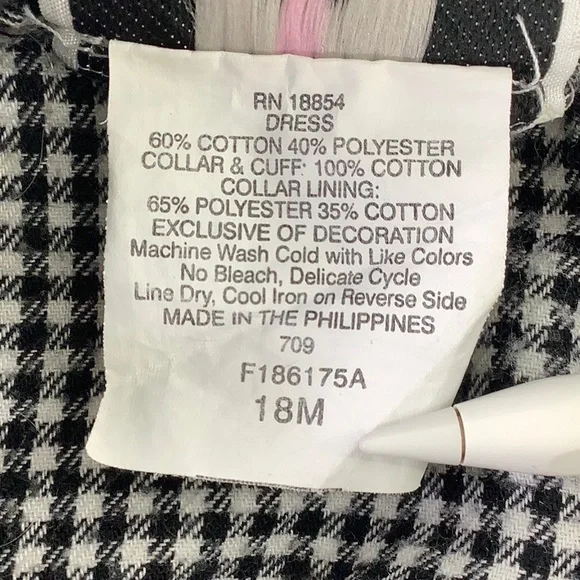 RN 18854
DRESS
60% COTTON 40% POLYESTER
COLLAR & CUFF: 100% COTTON
COLLAR LINING:
65% POLYESTER 35% COTTON
EXCLUSIVE OF DECORATION
Machine Wash Cold with Like Colors
No Bleach, Delicate Cycle
Line Dry, Cool Iron on Reverse Side
MADE IN THE PHILIPPINES
709
F186175A
18M